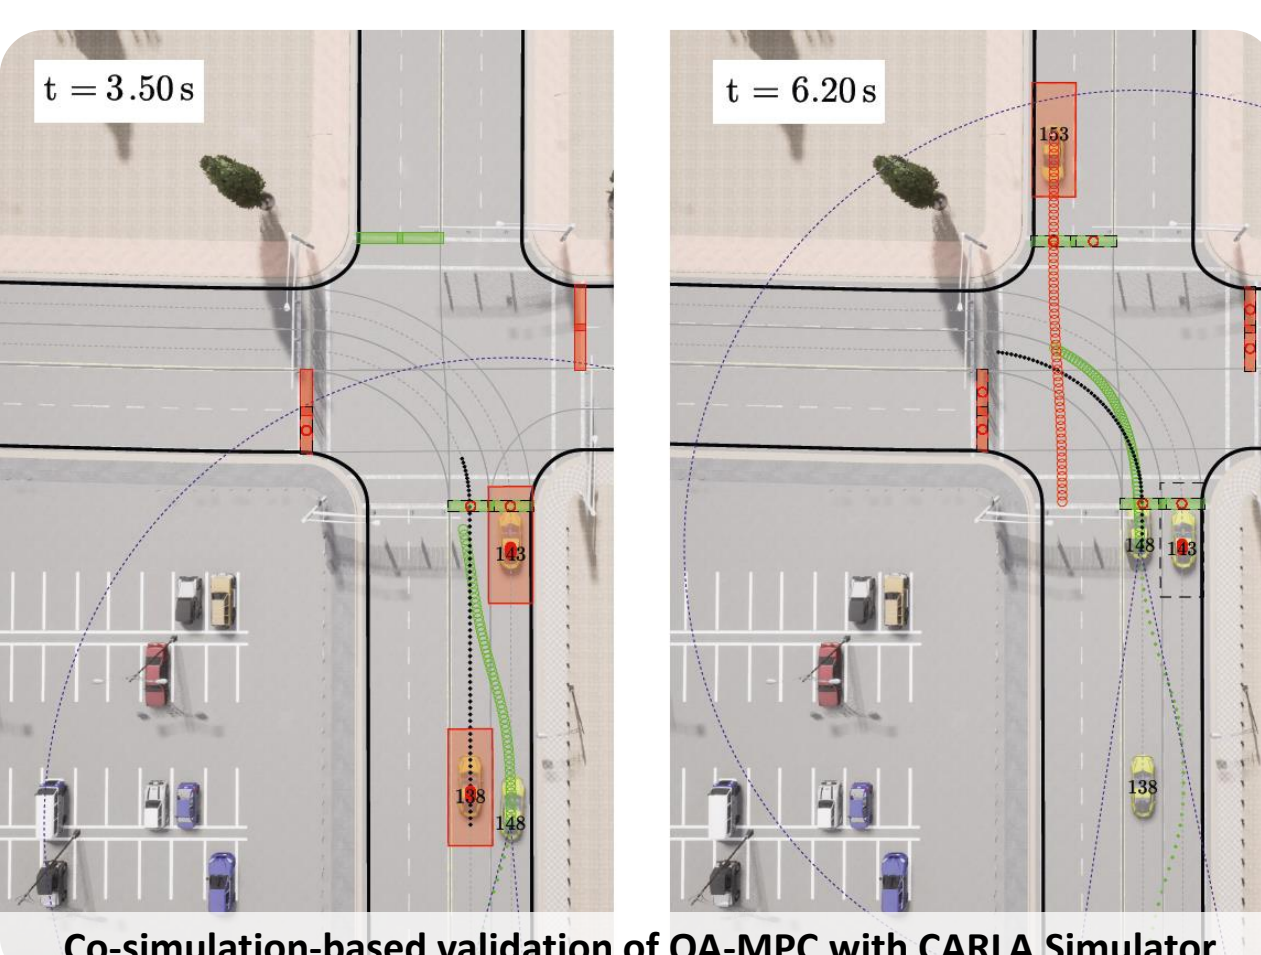 t = 3.50 s
143
138
148
t = 6.20 s
153
148
143
138
Co-simulation-based validation of OA-MPC with CARLA Simulator